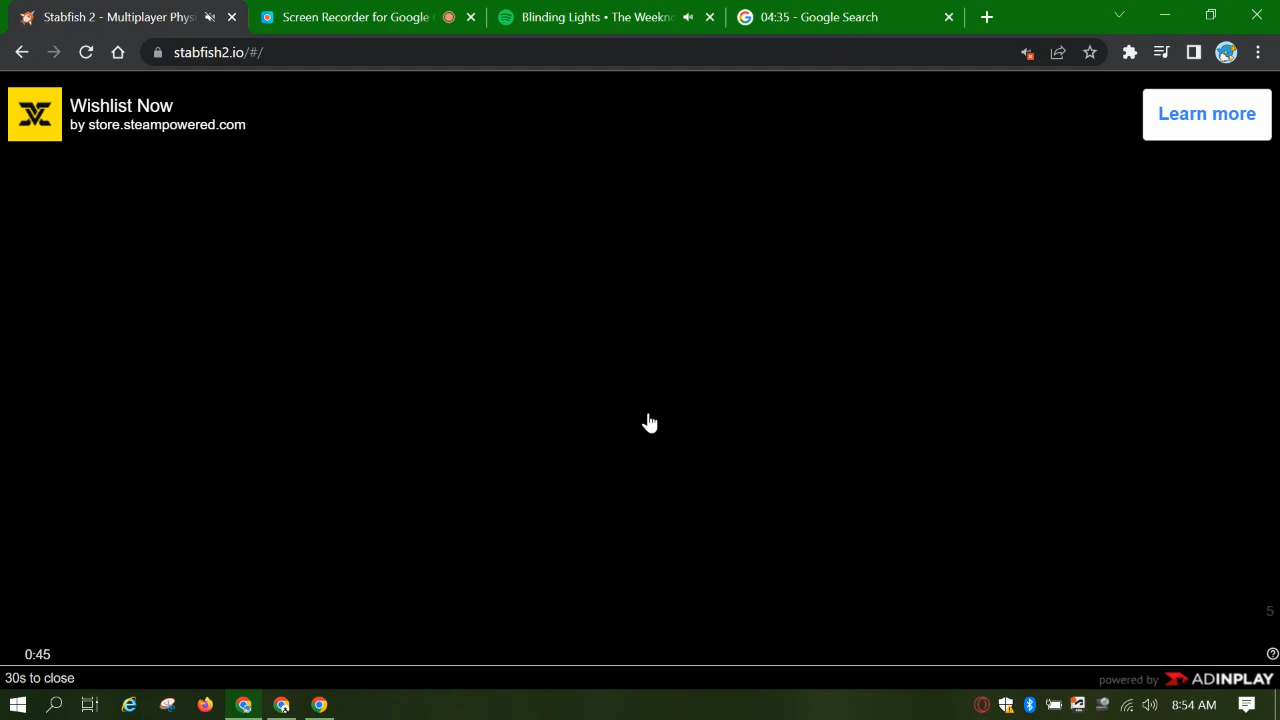 Stabfish 2 - Multiplayer Phys
Screen Recorder for Google
Blinding Lights • The Weekn
04:35 - Google Search
stabfish2.io/#/
Wishlist Now
by store.steampowered.com
Learn more
5
0:45
30s to close
powered by ADINPLAY
8:54 AM